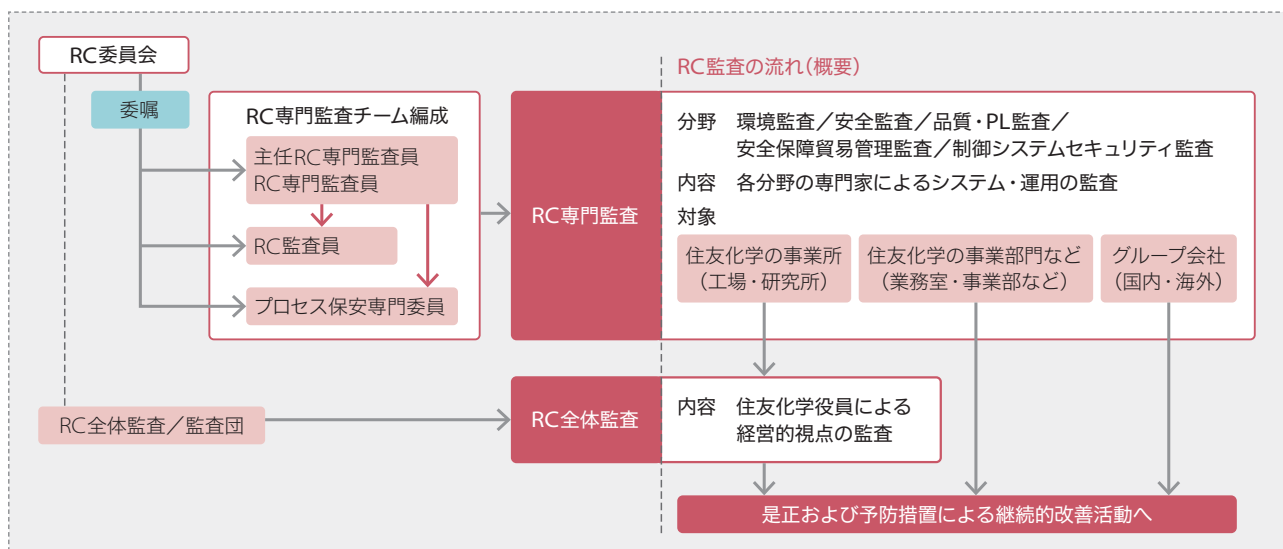 RC委員会
委嘱
RC専門監査チーム編成
主任RC専門監査員
RC専門監査員
RC監査員
プロセス保安専門委員
RC全体監査／監査団
RC監査の流れ（概要）
RC専門監査
分野 環境監査／安全監査／品質・PL監査／
安全保障貿易管理監査／制御システムセキュリティ監査
内容 各分野の専門家によるシステム・運用の監査
対象
住友化学の事業所
（工場・研究所）
住友化学の事業部門など
（業務室・事業部など）
グループ会社
（国内・海外）
RC全体監査
内容 住友化学役員による
経営的視点の監査
是正および予防措置による継続的改善活動へ